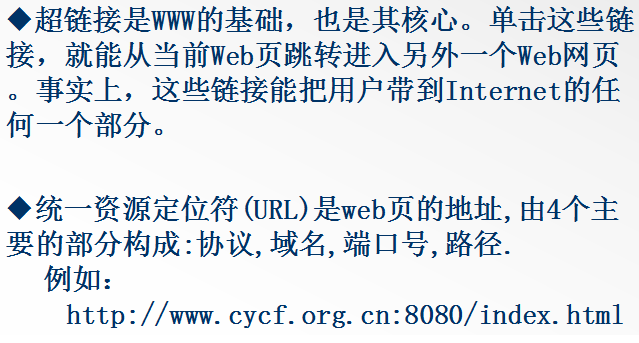 ◆超链接是WWW的基础，也是其核心。单击这些链
接，就能从当前Web页跳转进入另外一个Web网页
。事实上，这些链接能把用户带到Internet的任
何一个部分。
◆统一资源定位符(URL)是web页的地址,由4个主
要的部分构成:协议,域名,端口号,路径.
例如：
http://www.cycf.org.cn:8080/index.html